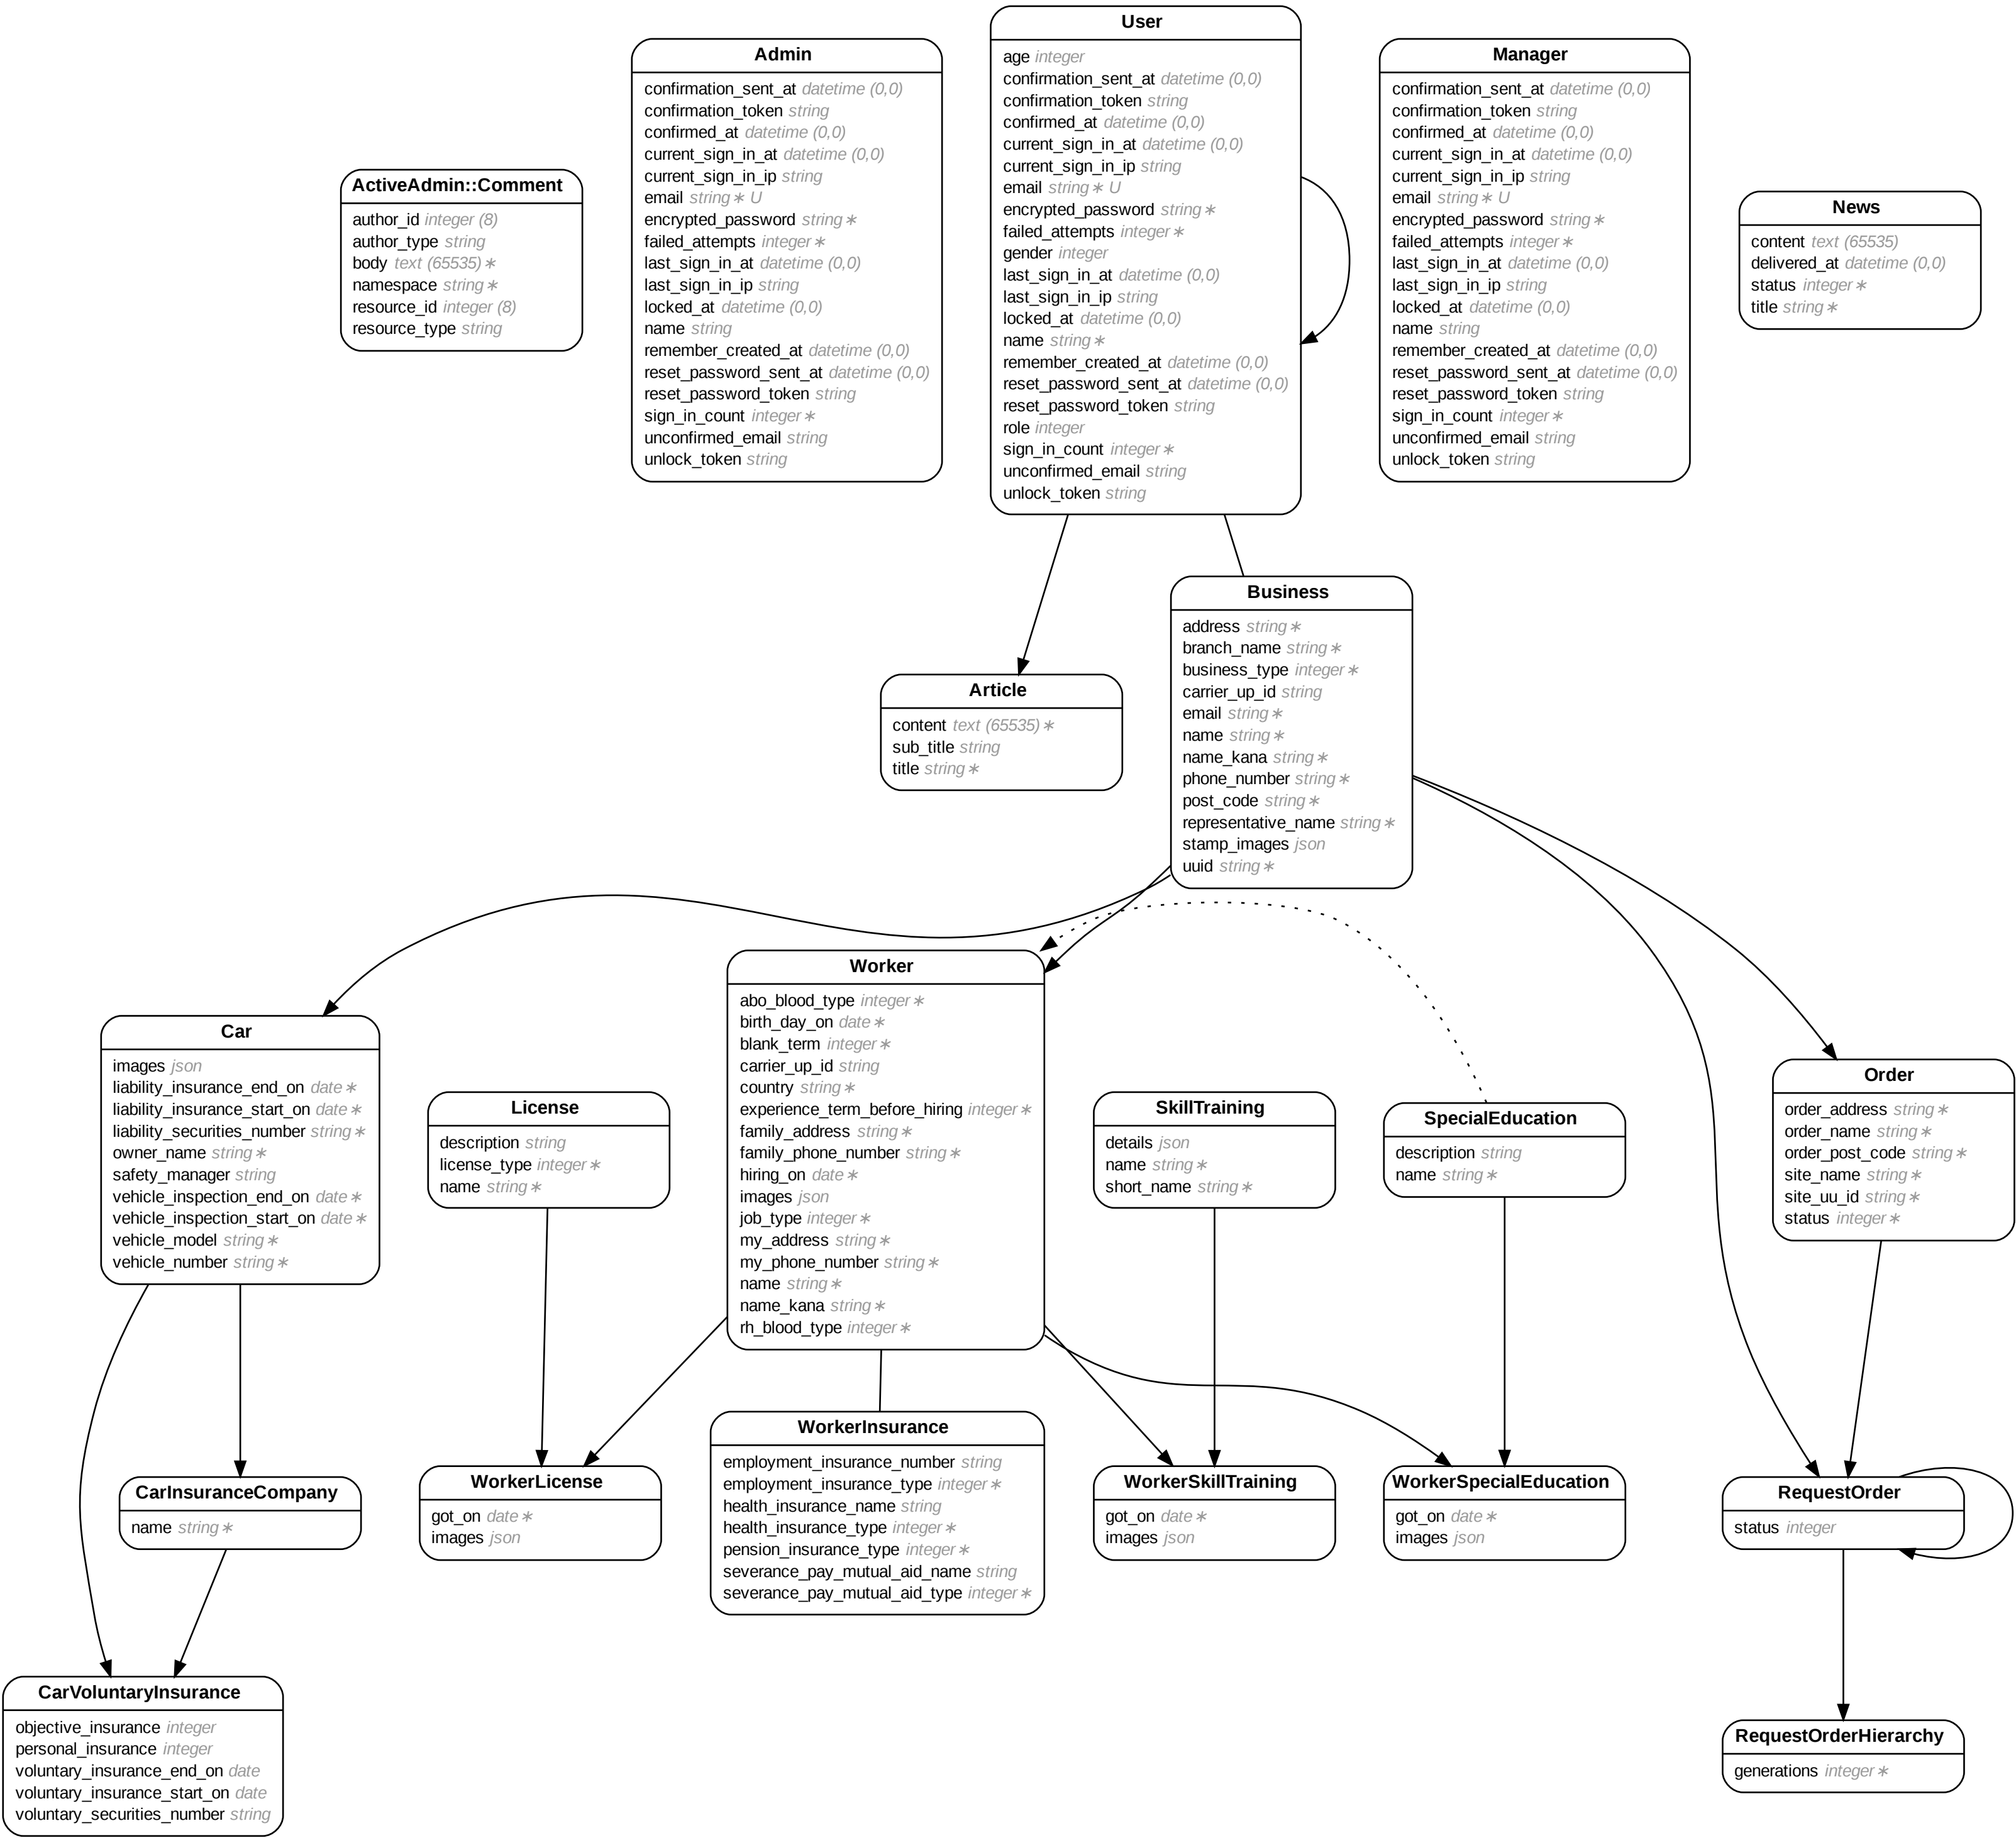 User
age integer
confirmation_sent_at datetime (0,0)
confirmation_token string
confirmed_at datetime (0,0)
current_sign_in_at datetime (0,0)
current_sign_in_ip string
email string∗ U
encrypted_password string∗
failed_attempts integer∗
gender integer
last_sign_in_at datetime (0,0)
last_sign_in_ip string
locked_at datetime (0,0)
name string∗
remember_created_at datetime (0,0)
reset_password_sent_at datetime (0,0)
reset_password_token string
role integer
sign_in_count integer∗
unconfirmed_email string
unlock_token string
Admin
confirmation_sent_at datetime (0,0)
confirmation_token string
confirmed_at datetime (0,0)
current_sign_in_at datetime (0,0)
current_sign_in_ip string
email string∗ U
encrypted_password string∗
failed_attempts integer∗
last_sign_in_at datetime (0,0)
last_sign_in_ip string
locked_at datetime (0,0)
name string
remember_created_at datetime (0,0)
reset_password_sent_at datetime (0,0)
reset_password_token string
sign_in_count integer∗
unconfirmed_email string
unlock_token string
Manager
confirmation_sent_at datetime (0,0)
confirmation_token string
confirmed_at datetime (0,0)
current_sign_in_at datetime (0,0)
current_sign_in_ip string
email string∗ U
encrypted_password string∗
failed_attempts integer∗
last_sign_in_at datetime (0,0)
last_sign_in_ip string
locked_at datetime (0,0)
name string
remember_created_at datetime (0,0)
reset_password_sent_at datetime (0,0)
reset_password_token string
sign_in_count integer∗
unconfirmed_email string
unlock_token string
ActiveAdmin::Comment
author_id integer (8)
author_type string
body text (65535)∗
namespace string∗
resource_id integer (8)
resource_type string
News
content text (65535)
delivered_at datetime (0,0)
status integer∗
title string∗
Business
address string∗
branch_name string∗
business_type integer∗
carrier_up_id string
email string∗
name string∗
name_kana string∗
phone_number string∗
post_code string∗
representative_name string∗
stamp_images json
uuid string∗
Article
content text (65535)∗
sub_title string
title string∗
Worker
abo_blood_type integer∗
birth_day_on date∗
blank_term integer∗
carrier_up_id string
country string∗
experience_term_before_hiring integer∗
family_address string∗
family_phone_number string∗
hiring_on date∗
images json
job_type integer∗
my_address string∗
my_phone_number string∗
name string∗
name_kana string∗
rh_blood_type integer∗
Car
images json
liability_insurance_end_on date∗
liability_insurance_start_on date∗
liability_securities_number string∗
owner_name string∗
safety_manager string
vehicle_inspection_end_on date∗
vehicle_inspection_start_on date∗
vehicle_model string∗
vehicle_number string∗
License
description string
license_type integer∗
name string∗
SkillTraining
details json
name string∗
short_name string∗
SpecialEducation
description string
name string∗
Order
order_address string∗
order_name string∗
order_post_code string∗
site_name string∗
site_uu_id string∗
status integer∗
CarInsuranceCompany
name string∗
WorkerLicense
got_on date∗
images json
WorkerInsurance
employment_insurance_number string
employment_insurance_type integer∗
health_insurance_name string
health_insurance_type integer∗
pension_insurance_type integer∗
severance_pay_mutual_aid_name string
severance_pay_mutual_aid_type integer∗
WorkerSkillTraining
got_on date∗
images json
WorkerSpecialEducation
got_on date∗
images json
RequestOrder
status integer
CarVoluntaryInsurance
objective_insurance integer
personal_insurance integer
voluntary_insurance_end_on date
voluntary_insurance_start_on date
voluntary_securities_number string
RequestOrderHierarchy
generations integer∗